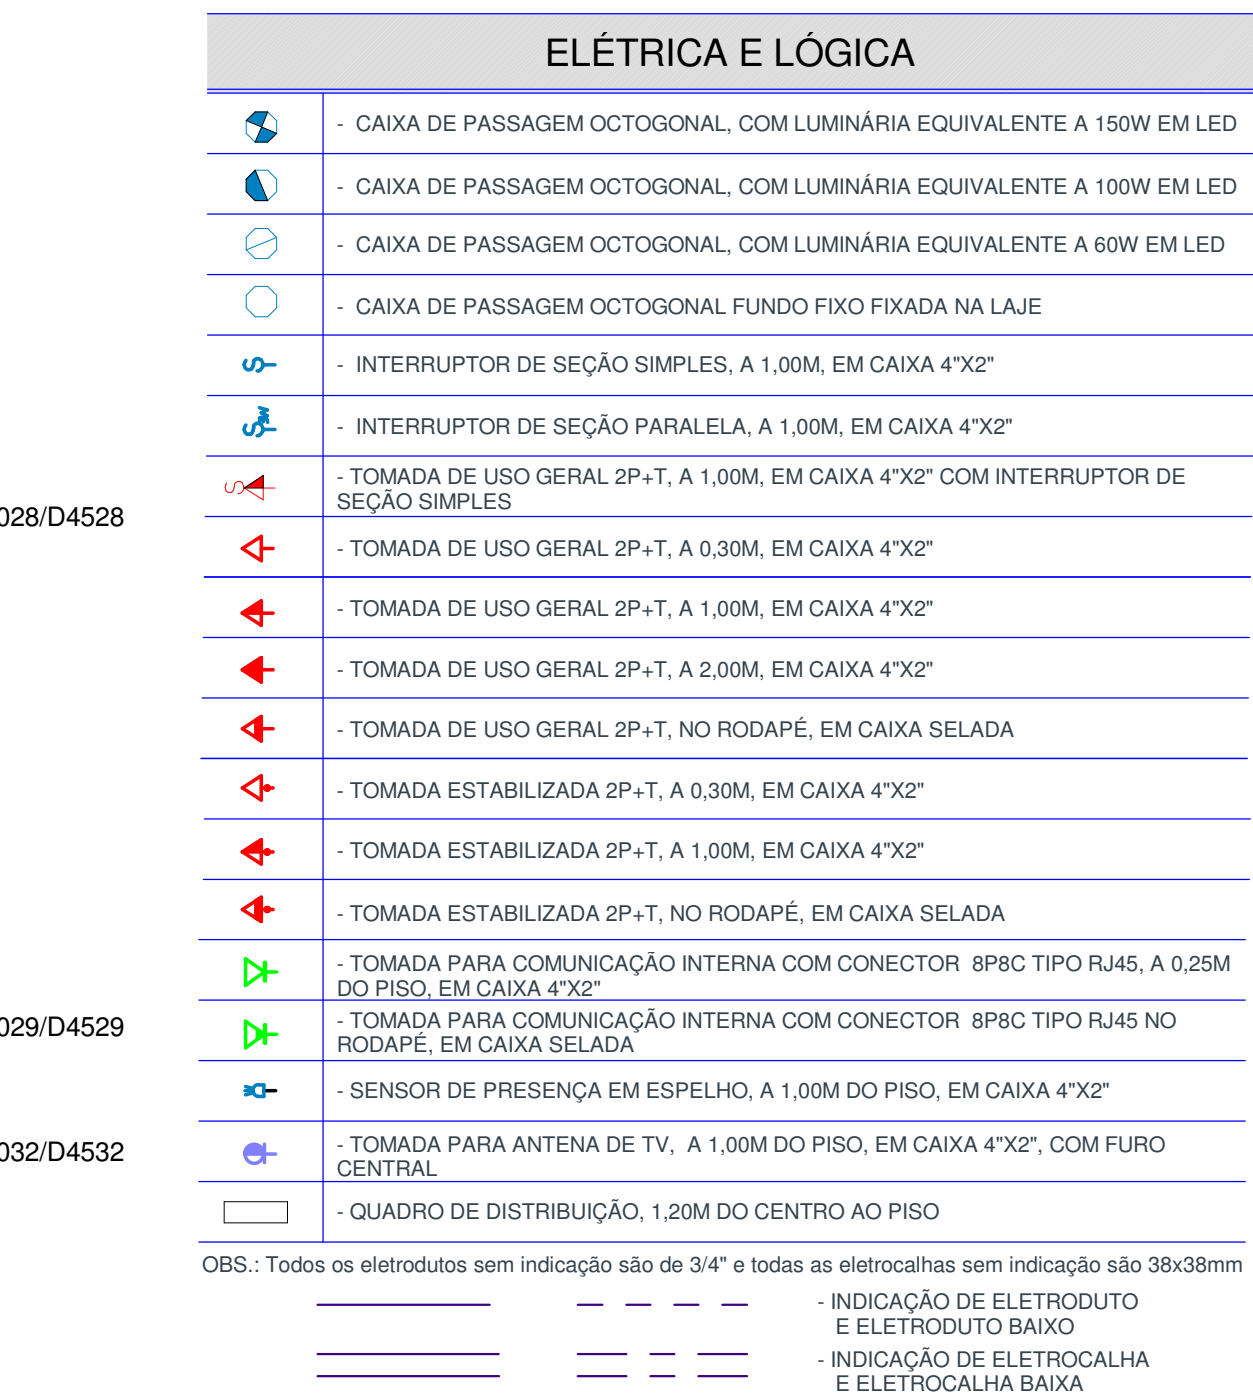 ELÉTRICA E LÓGICA
- CAIXA DE PASSAGEM OCTOGONAL, COM LUMINÁRIA EQUIVALENTE A 150W EM LED
- CAIXA DE PASSAGEM OCTOGONAL, COM LUMINÁRIA EQUIVALENTE A 100W EM LED
- CAIXA DE PASSAGEM OCTOGONAL, COM LUMINÁRIA EQUIVALENTE A 60W EM LED
- CAIXA DE PASSAGEM OCTOGONAL FUNDO FIXO FIXADA NA LAJE
- INTERRUPTOR DE SEÇÃO SIMPLES, A 1,00M, EM CAIXA 4"X2"
- INTERRUPTOR DE SEÇÃO PARALELA, A 1,00M, EM CAIXA 4"X2"
- TOMADA DE USO GERAL 2P+T, A 1,00M, EM CAIXA 4"X2" COM INTERRUPTOR DE
SEÇÃO SIMPLES
028/D4528
- TOMADA DE USO GERAL 2P+T, A 0,30M, EM CAIXA 4"X2"
- TOMADA DE USO GERAL 2P+T, A 1,00M, EM CAIXA 4"X2"
- TOMADA DE USO GERAL 2P+T, A 2,00M, EM CAIXA 4"X2"
- TOMADA DE USO GERAL 2P+T, NO RODAPÉ, EM CAIXA SELADA
- TOMADA ESTABILIZADA 2P+T, A 0,30M, EM CAIXA 4"X2"
- TOMADA ESTABILIZADA 2P+T, A 1,00M, EM CAIXA 4"X2"
- TOMADA ESTABILIZADA 2P+T, NO RODAPÉ, EM CAIXA SELADA
- TOMADA PARA COMUNICAÇÃO INTERNA COM CONECTOR 8P8C TIPO RJ45, A 0,25M
DO PISO, EM CAIXA 4"X2"
029/D4529
- TOMADA PARA COMUNICAÇÃO INTERNA COM CONECTOR 8P8C TIPO RJ45 NO
RODAPÉ, EM CAIXA SELADA
- SENSOR DE PRESENÇA EM ESPELHO, A 1,00M DO PISO, EM CAIXA 4"X2"
032/D4532
- TOMADA PARA ANTENA DE TV, A 1,00M DO PISO, EM CAIXA 4"X2", COM FURO
CENTRAL
- QUADRO DE DISTRIBUIÇÃO, 1,20M DO CENTRO AO PISO
OBS.: Todos os eletrodutos sem indicação são de 3/4" e todas as eletrocalhas sem indicação são 38x38mm
- INDICAÇÃO DE ELETRODUTO
E ELETRODUTO BAIXO
- INDICAÇÃO DE ELETROCALHA
E ELETROCALHA BAIXA